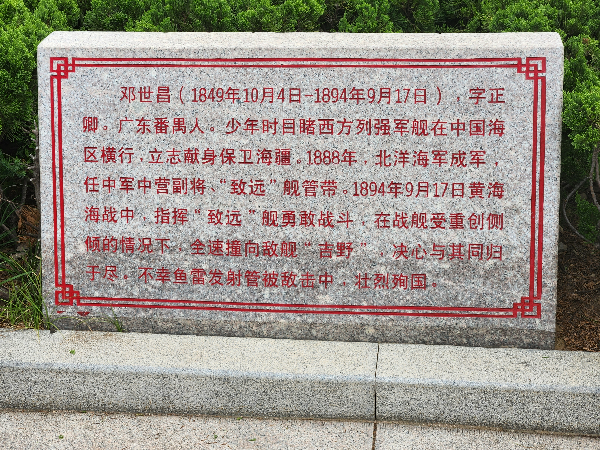 邓世昌（1849年10月4日-1894年9月17日），字正
卿。广东番禺人。少年时目睹西方列强军舰在中国海
区横行，立志献身保卫海疆。1888年，北洋海军成军，
任中军中营副将、“致远”舰管带。1894年9月17日黄海
海战中，指挥“致远”舰勇敢战斗，在战舰受重创侧
倾的情况下，全速撞向敌舰“吉野”，决心与其同归
于尽。不幸鱼雷发射管被敌击中，壮烈殉国。